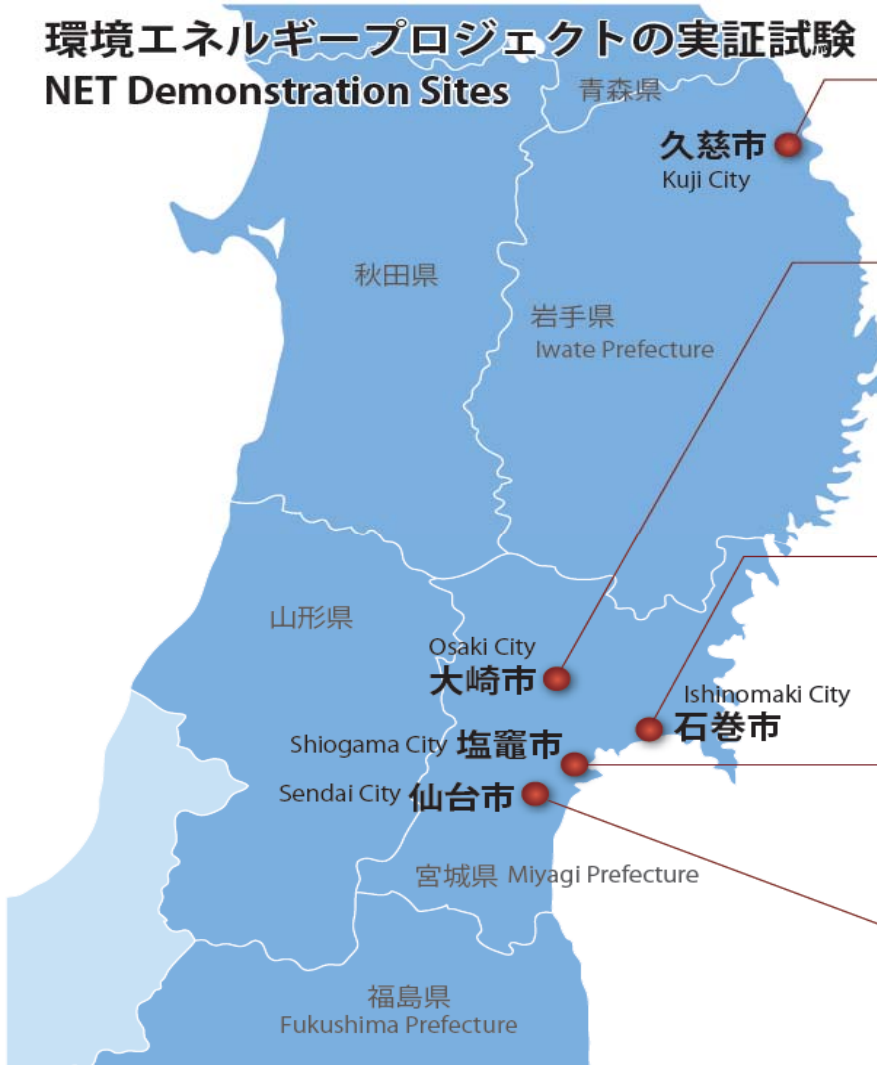 環境エネルギープロジェクトの実証試験
NET Demonstration Sites
青森県
久慈市
Kuji City
秋田県
岩手県
Iwate Prefecture
山形県
Osaki City
大崎市
Ishinomaki City
石巻市
Shiogama City 塩竈市
Sendai City 仙台市
宮城県 Miyagi Prefecture
福島県
Fukushima Prefecture